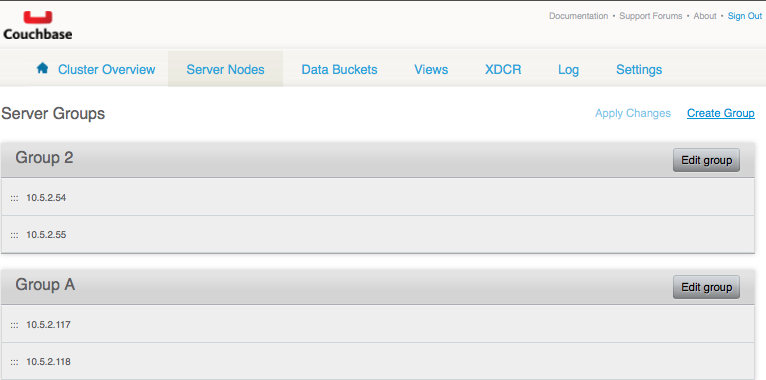 Couchbase
Documentation • Support Forums • About • Sign Out
Cluster Overview Server Nodes Data Buckets Views XDCR Log Settings
Server Groups Apply Changes Create Group
Group 2 Edit group
::: 10.5.2.54
::: 10.5.2.55
Group A Edit group
::: 10.5.2.117
::: 10.5.2.118